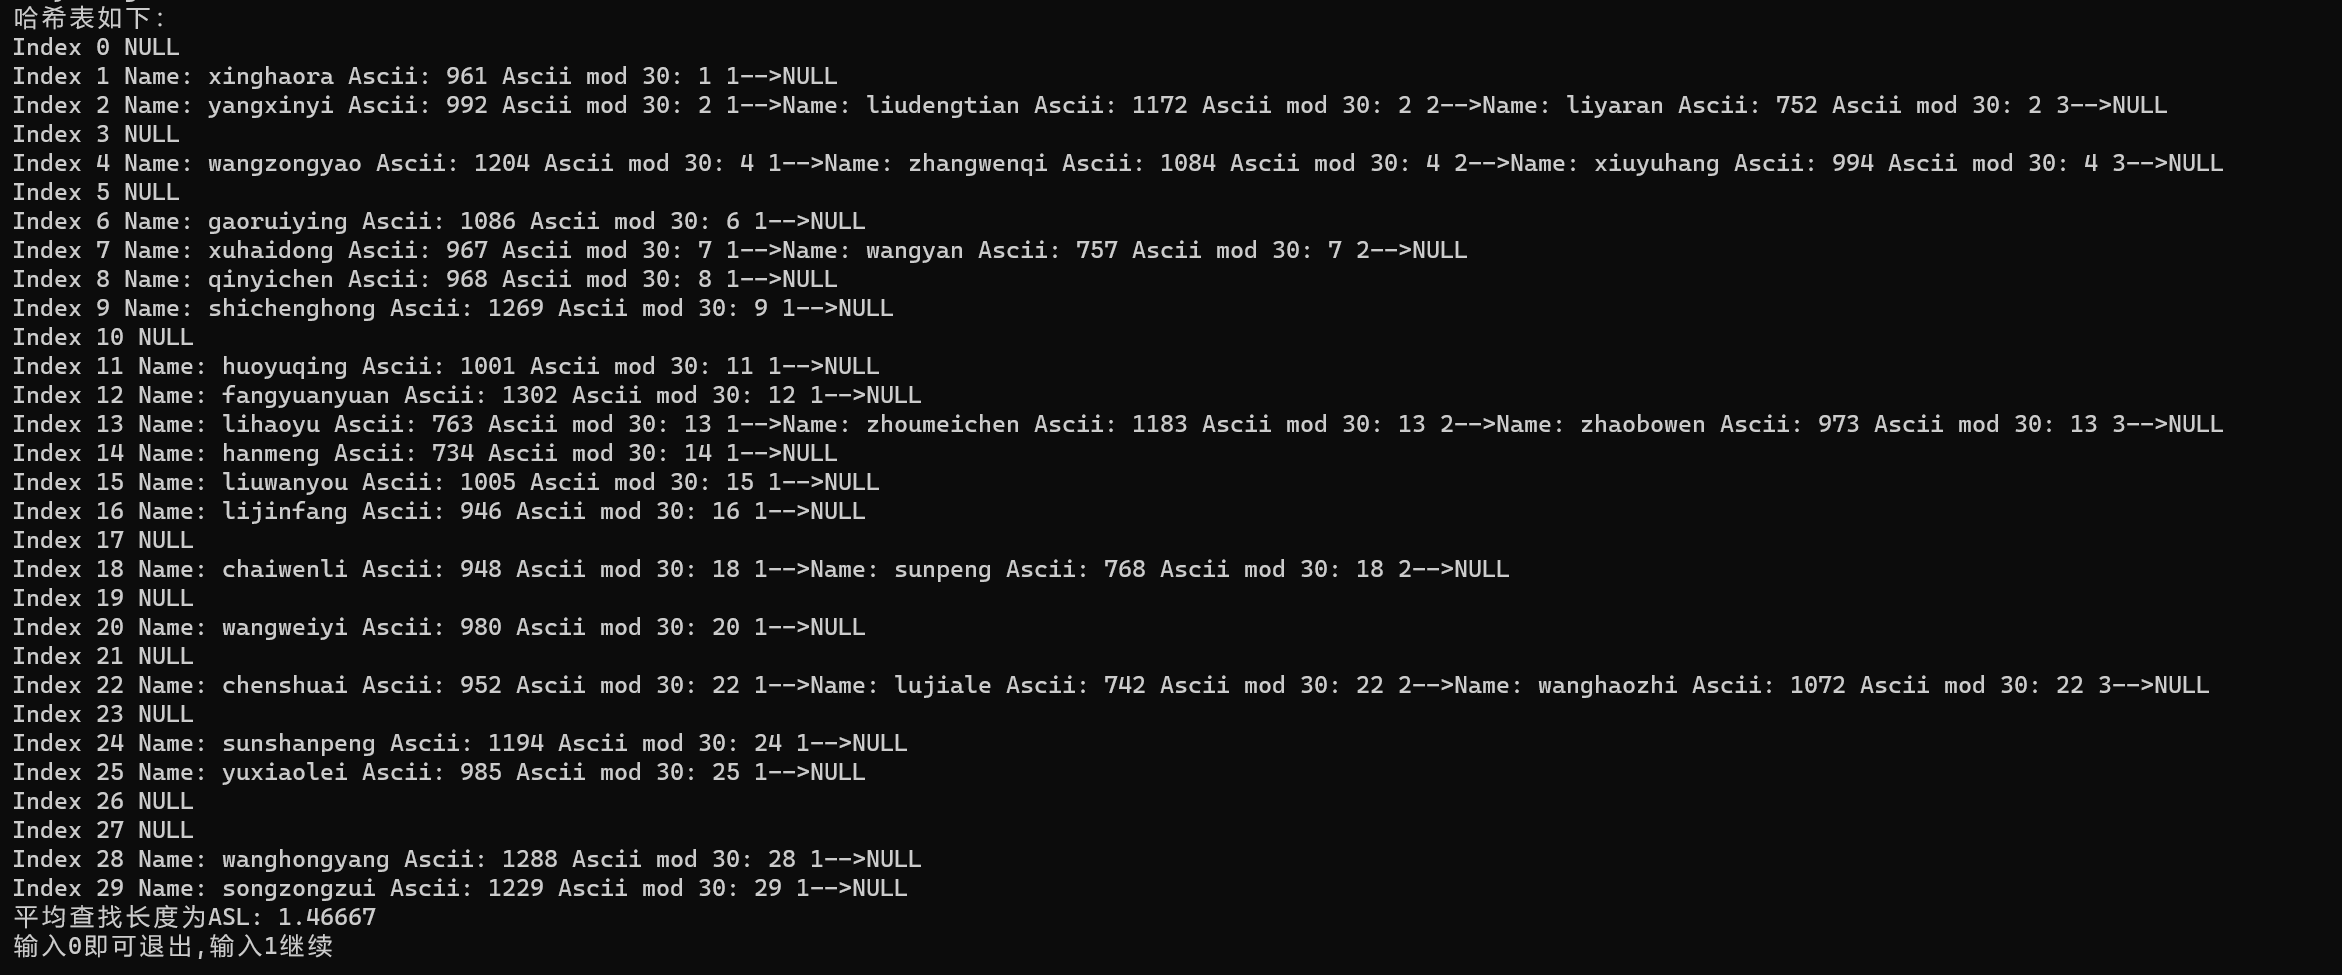 哈希表如下:
Index 0 NULL
Index 1 Name: xinghaora Ascii: 961 Ascii mod 30: 1 1-->NULL
Index 2 Name: yangxinyi Ascii: 992 Ascii mod 30: 2 1-->Name: liudengtian Ascii: 1172 Ascii mod 30: 2 2-->Name: liyaran Ascii: 752 Ascii mod 30: 2 3-->NULL
Index 3 NULL
Index 4 Name: wangzongyao Ascii: 1204 Ascii mod 30: 4 1-->Name: zhangwenqi Ascii: 1084 Ascii mod 30: 4 2-->Name: xiuyuhang Ascii: 994 Ascii mod 30: 4 3-->NULL
Index 5 NULL
Index 6 Name: gaoruiying Ascii: 1086 Ascii mod 30: 6 1-->NULL
Index 7 Name: xuhaidong Ascii: 967 Ascii mod 30: 7 1-->Name: wangyan Ascii: 757 Ascii mod 30: 7 2-->NULL
Index 8 Name: qinyichen Ascii: 968 Ascii mod 30: 8 1-->NULL
Index 9 Name: shichenghong Ascii: 1269 Ascii mod 30: 9 1-->NULL
Index 10 NULL
Index 11 Name: huoyuqing Ascii: 1001 Ascii mod 30: 11 1-->NULL
Index 12 Name: fangyuanyuan Ascii: 1302 Ascii mod 30: 12 1-->NULL
Index 13 Name: lihaoyu Ascii: 763 Ascii mod 30: 13 1-->Name: zhoumeichen Ascii: 1183 Ascii mod 30: 13 2-->Name: zhaobowen Ascii: 973 Ascii mod 30: 13 3-->NULL
Index 14 Name: hanmeng Ascii: 734 Ascii mod 30: 14 1-->NULL
Index 15 Name: liuwanyou Ascii: 1005 Ascii mod 30: 15 1-->NULL
Index 16 Name: lijinfang Ascii: 946 Ascii mod 30: 16 1-->NULL
Index 17 NULL
Index 18 Name: chaiwenli Ascii: 948 Ascii mod 30: 18 1-->Name: sunpeng Ascii: 768 Ascii mod 30: 18 2-->NULL
Index 19 NULL
Index 20 Name: wangweiyi Ascii: 980 Ascii mod 30: 20 1-->NULL
Index 21 NULL
Index 22 Name: chenshuai Ascii: 952 Ascii mod 30: 22 1-->Name: lujiale Ascii: 742 Ascii mod 30: 22 2-->Name: wanghaozhi Ascii: 1072 Ascii mod 30: 22 3-->NULL
Index 23 NULL
Index 24 Name: sunshanpeng Ascii: 1194 Ascii mod 30: 24 1-->NULL
Index 25 Name: yuxiaolei Ascii: 985 Ascii mod 30: 25 1-->NULL
Index 26 NULL
Index 27 NULL
Index 28 Name: wanghongyang Ascii: 1288 Ascii mod 30: 28 1-->NULL
Index 29 Name: songzongzui Ascii: 1229 Ascii mod 30: 29 1-->NULL
平均查找长度为ASL: 1.46667
输入0即可退出,输入1继续